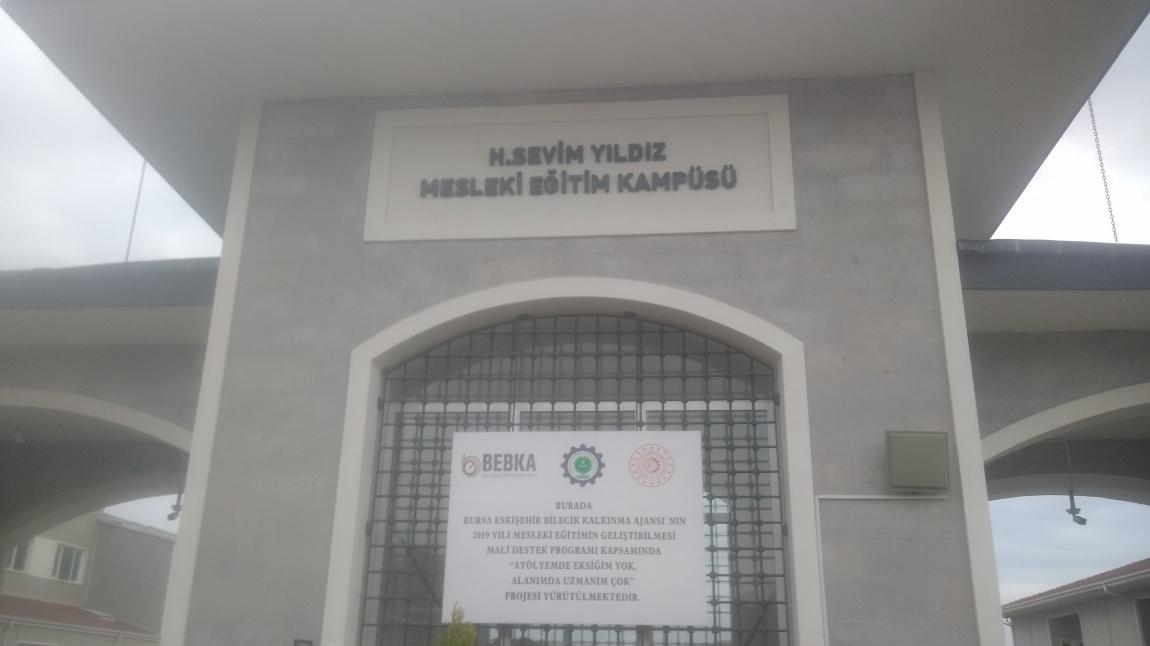 H.SEVİM YILDIZ
MESLEKİ EĞİTİM KAMPÜSÜ
BEBKA
BURADA
BURSA ESKİŞEHİR BİLECİK KALKINMA AJANSI'NIN
2019 YILI MESLEKİ EĞİTİMİN GELİŞTİRİLMESİ
MALİ DESTEK PROGRAMI KAPSAMINDA
"ATÖLYEMDE EKSİĞİM YOK,
ALANIMDA UZMANIM ÇOK"
PROJESİ YÜRÜTÜLMEKTEDİR.